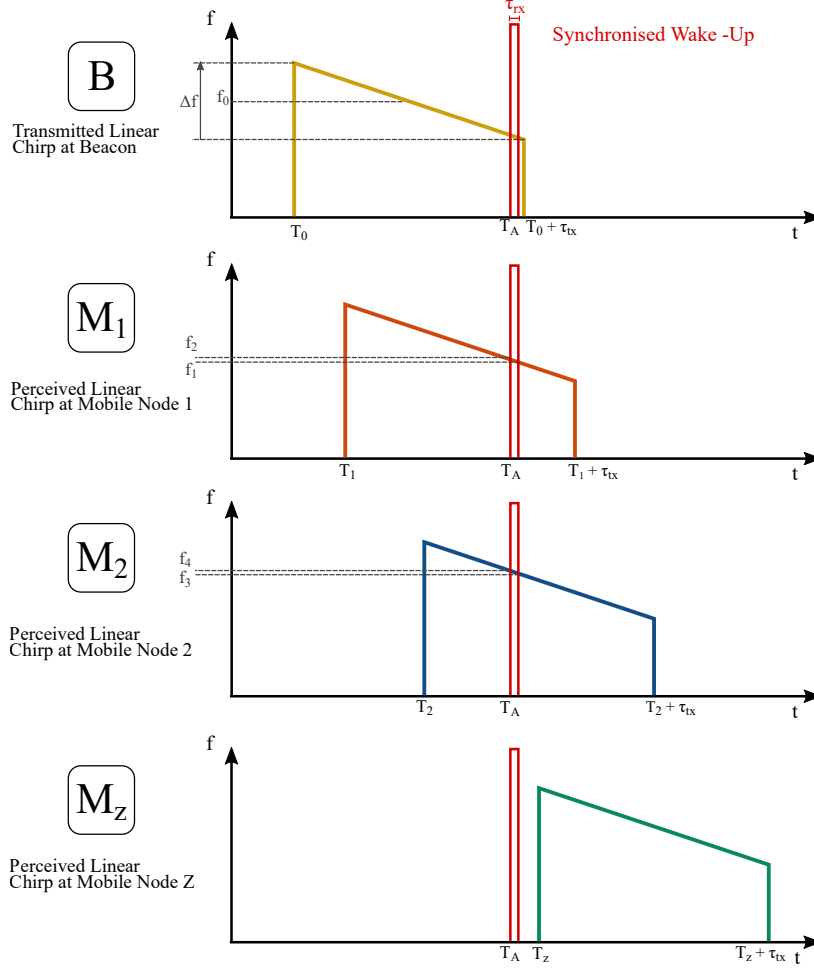 f
τrx
Synchronised Wake -Up
B
Δf
f0
Transmitted Linear
Chirp at Beacon
T0
TA
T0 + τtx
t
f
M1
f2
f1
Perceived Linear
Chirp at Mobile Node 1
T1
TA
T1 + τtx
t
f
M2
f4
f3
Perceived Linear
Chirp at Mobile Node 2
T2
TA
T2 + τtx
t
f
Mz
Perceived Linear
Chirp at Mobile Node Z
TA
Tz
Tz + τtx
t